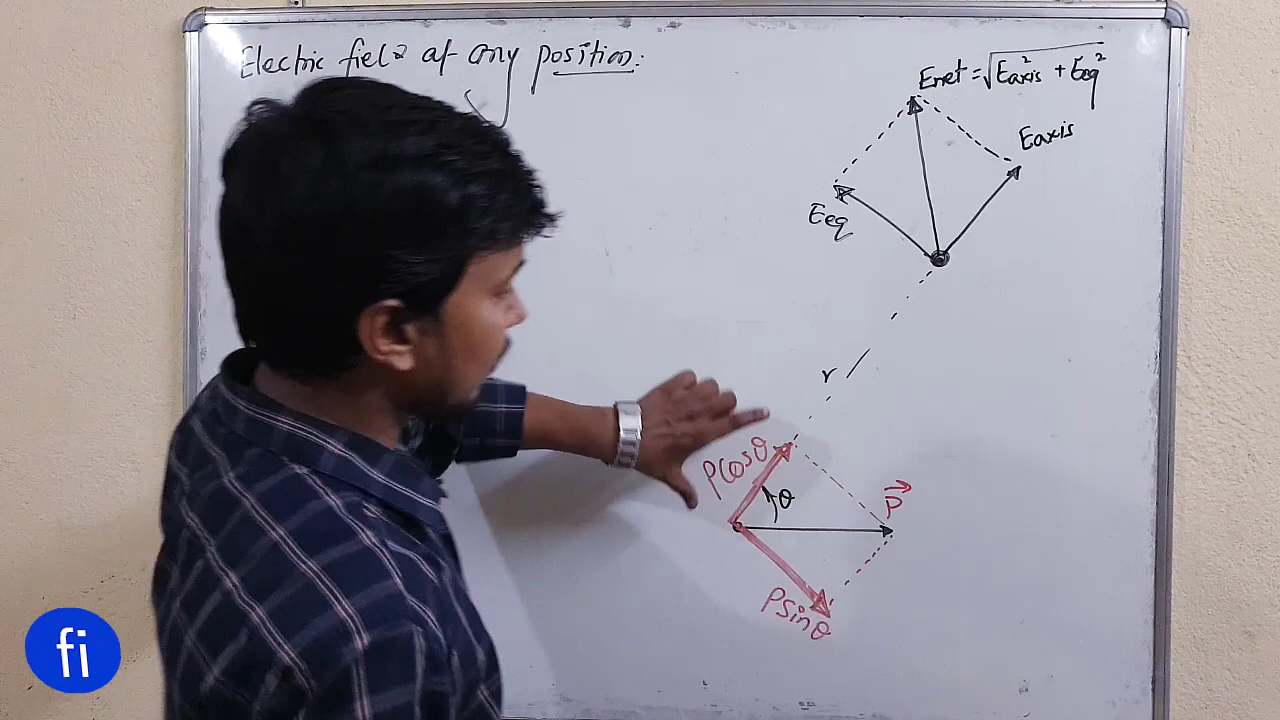 Electric field at any position:
Enet = √Eaxis² + Eeq²
Eaxis
Eeq
r
Pcosθ
θ
P⃗
Psinθ
fi